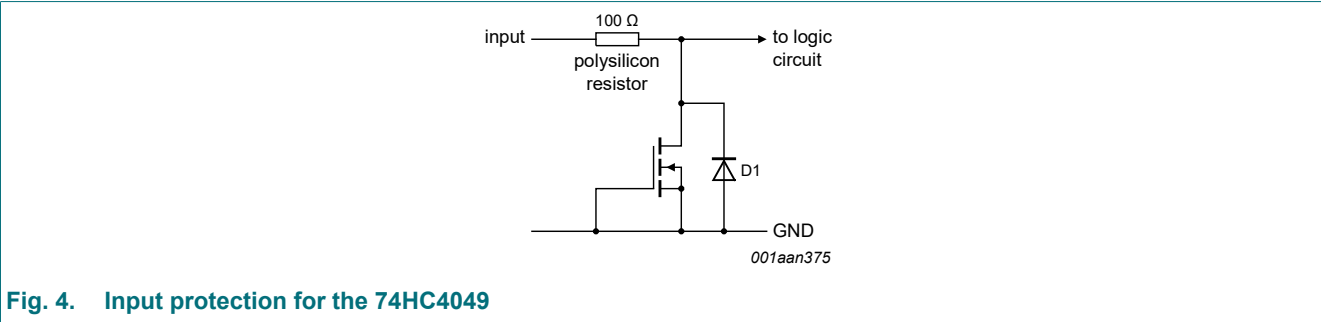 100 Ω
input
to logic
circuit
polysilicon
resistor
D1
GND
001aan375
Fig. 4. Input protection for the 74HC4049